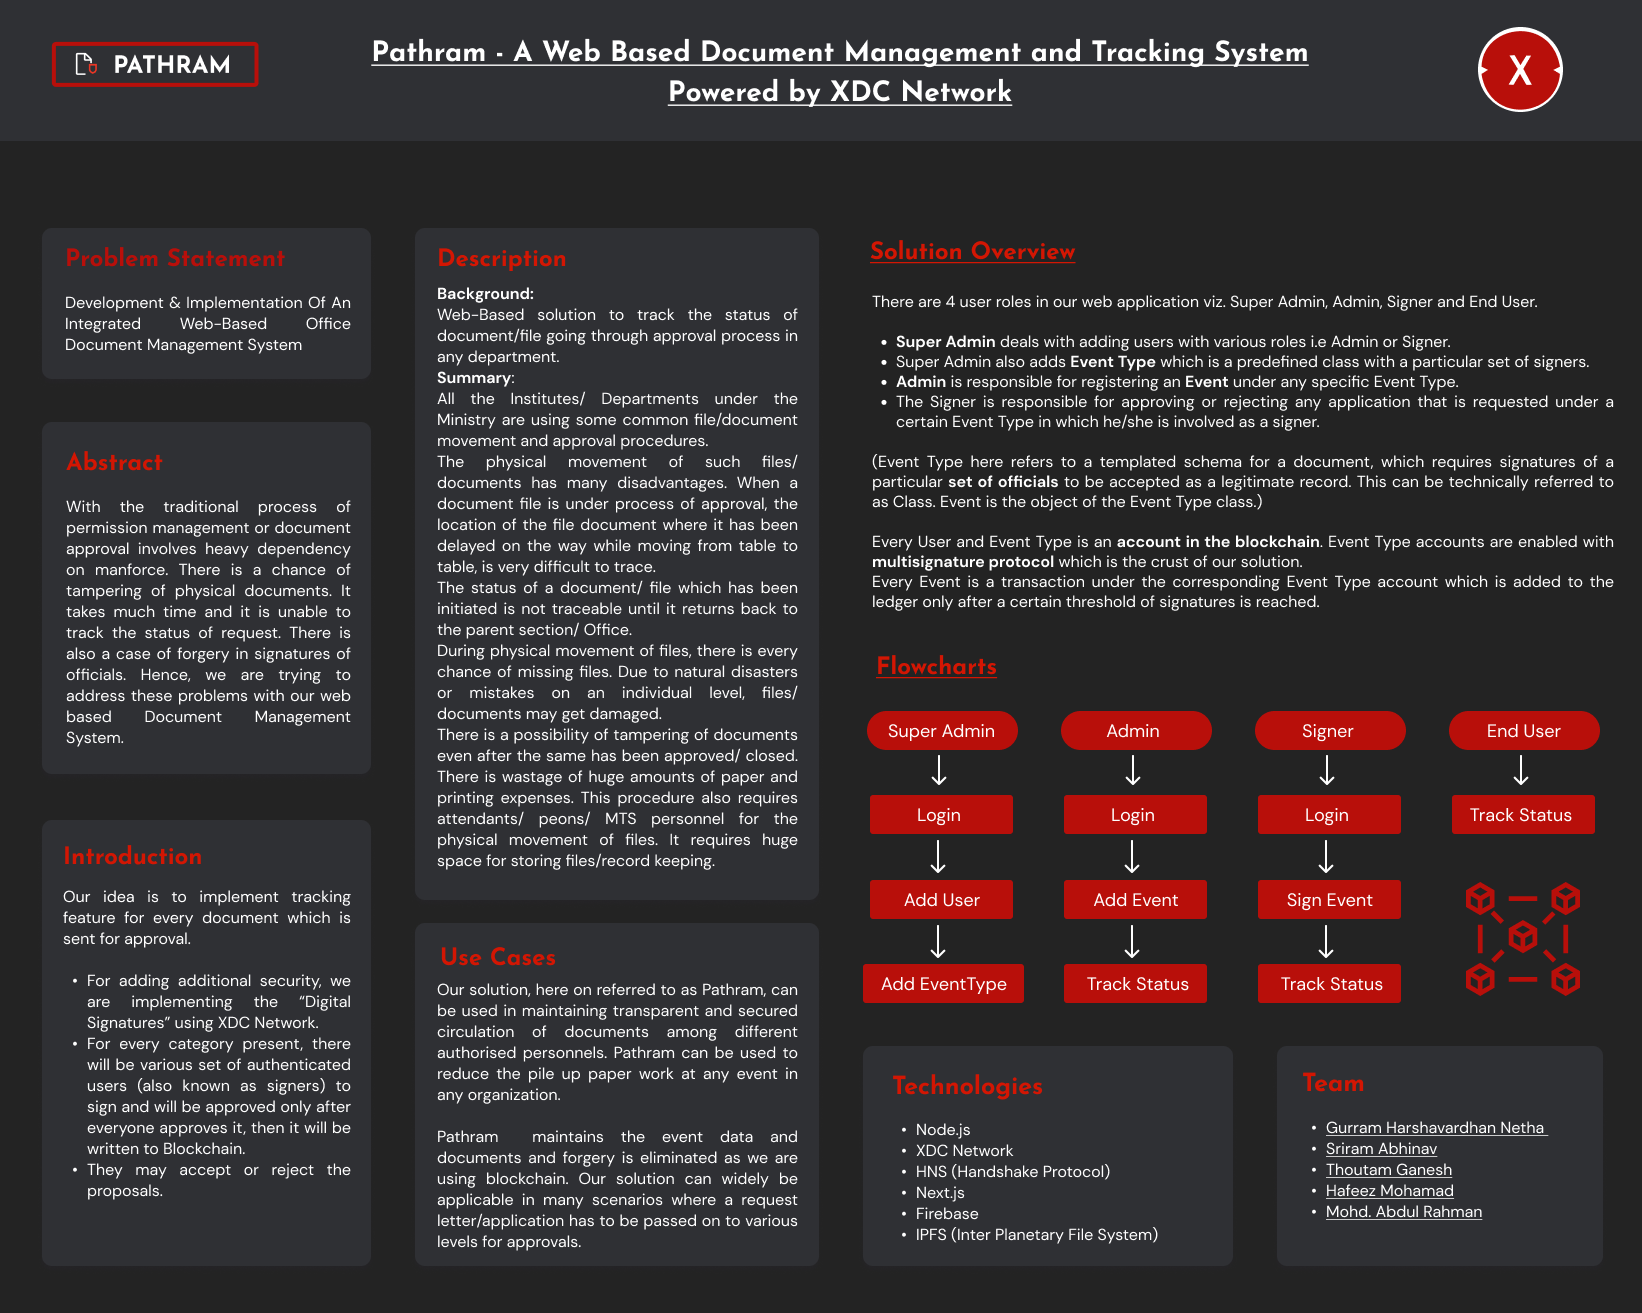 PATHRAM
Pathram - A Web Based Document Management and Tracking System
Powered by XDC Network
X
Problem Statement
Development & Implementation Of An
Integrated Web-Based Office
Document Management System
Abstract
With the traditional process of
permission management or document
approval involves heavy dependency
on manforce. There is a chance of
tampering of physical documents. It
takes much time and it is unable to
track the status of request. There is
also a case of forgery in signatures of
officials. Hence, we are trying to
address these problems with our web
based Document Management
System.
Introduction
Our idea is to implement tracking
feature for every document which is
sent for approval.
• For adding additional security, we
are implementing the “Digital
Signatures” using XDC Network.
• For every category present, there
will be various set of authenticated
users (also known as signers) to
sign and will be approved only after
everyone approves it, then it will be
written to Blockchain.
• They may accept or reject the
proposals.
Description
Background:
Web-Based solution to track the status of
document/file going through approval process in
any department.
Summary:
All the Institutes/ Departments under the
Ministry are using some common file/document
movement and approval procedures.
The physical movement of such files/
documents has many disadvantages. When a
document file is under process of approval, the
location of the file document where it has been
delayed on the way while moving from table to
table, is very difficult to trace.
The status of a document/ file which has been
initiated is not traceable until it returns back to
the parent section/ Office.
During physical movement of files, there is every
chance of missing files. Due to natural disasters
or mistakes on an individual level, files/
documents may get damaged.
There is a possibility of tampering of documents
even after the same has been approved/ closed.
There is wastage of huge amounts of paper and
printing expenses. This procedure also requires
attendants/ peons/ MTS personnel for the
physical movement of files. It requires huge
space for storing files/record keeping.
Use Cases
Our solution, here on referred to as Pathram, can
be used in maintaining transparent and secured
circulation of documents among different
authorised personnels. Pathram can be used to
reduce the pile up paper work at any event in
any organization.
Pathram maintains the event data and
documents and forgery is eliminated as we are
using blockchain. Our solution can widely be
applicable in many scenarios where a request
letter/application has to be passed on to various
levels for approvals.
Solution Overview
There are 4 user roles in our web application viz. Super Admin, Admin, Signer and End User.
• Super Admin deals with adding users with various roles i.e Admin or Signer.
• Super Admin also adds Event Type which is a predefined class with a particular set of signers.
• Admin is responsible for registering an Event under any specific Event Type.
• The Signer is responsible for approving or rejecting any application that is requested under a
certain Event Type in which he/she is involved as a signer.
(Event Type here refers to a templated schema for a document, which requires signatures of a
particular set of officials to be accepted as a legitimate record. This can be technically referred to
as Class. Event is the object of the Event Type class.)
Every User and Event Type is an account in the blockchain. Event Type accounts are enabled with
multisignature protocol which is the crust of our solution.
Every Event is a transaction under the corresponding Event Type account which is added to the
ledger only after a certain threshold of signatures is reached.
Flowcharts
Super Admin
Login
Add User
Add EventType
Admin
Login
Add Event
Track Status
Signer
Login
Sign Event
Track Status
End User
Track Status
Technologies
• Node.js
• XDC Network
• HNS (Handshake Protocol)
• Next.js
• Firebase
• IPFS (Inter Planetary File System)
Team
• Gurram Harshavardhan Netha
• Sriram Abhinav
• Thoutam Ganesh
• Hafeez Mohamad
• Mohd. Abdul Rahman